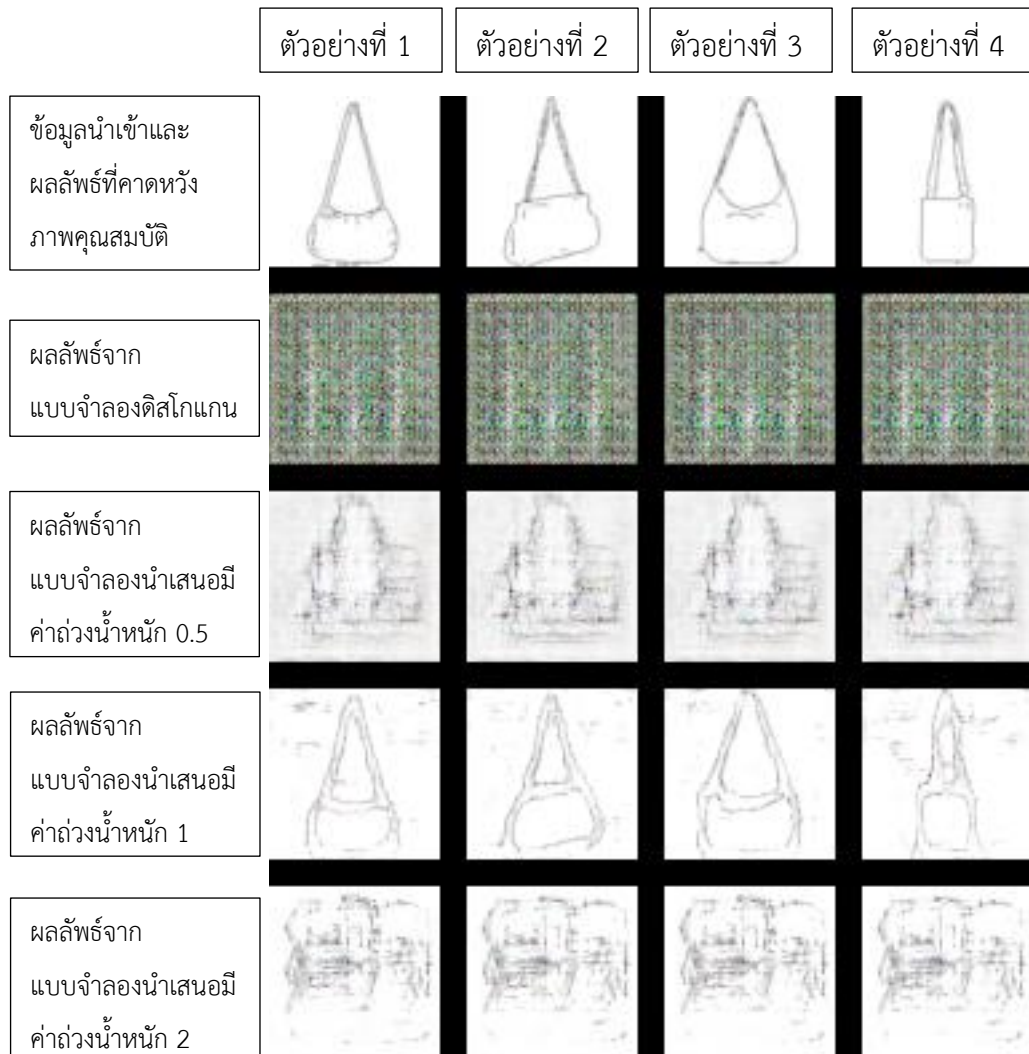 ตัวอย่างที่ 1
ตัวอย่างที่ 2
ตัวอย่างที่ 3
ตัวอย่างที่ 4
ข้อมูลนำเข้าและ
ผลลัพธ์ที่คาดหวัง
ภาพคุณสมบัติ
ผลลัพธ์จาก
แบบจำลองดิสโกแกน
ผลลัพธ์จาก
แบบจำลองนำเสนอมี
ค่าถ่วงน้ำหนัก 0.5
ผลลัพธ์จาก
แบบจำลองนำเสนอมี
ค่าถ่วงน้ำหนัก 1
ผลลัพธ์จาก
แบบจำลองนำเสนอมี
ค่าถ่วงน้ำหนัก 2